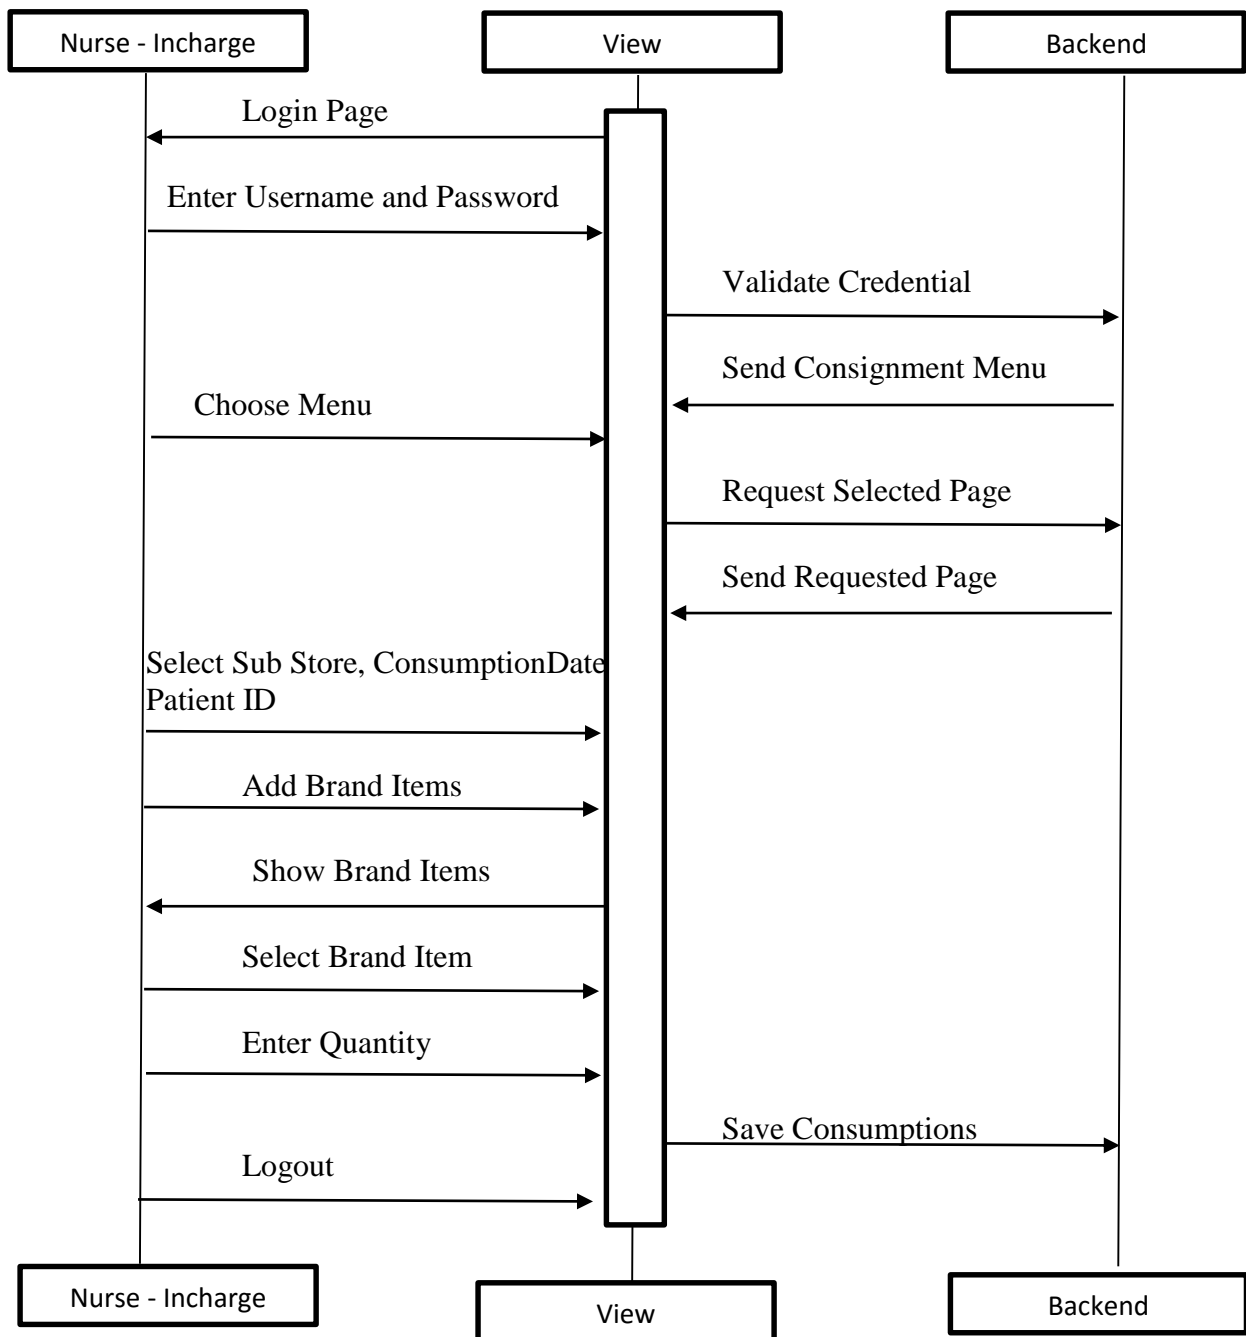 Nurse - Incharge
View
Backend
Login Page
Enter Username and Password
Validate Credential
Send Consignment Menu
Choose Menu
Request Selected Page
Send Requested Page
Select Sub Store, ConsumptionDate
Patient ID
Add Brand Items
Show Brand Items
Select Brand Item
Enter Quantity
Save Consumptions
Logout
Nurse - Incharge
View
Backend